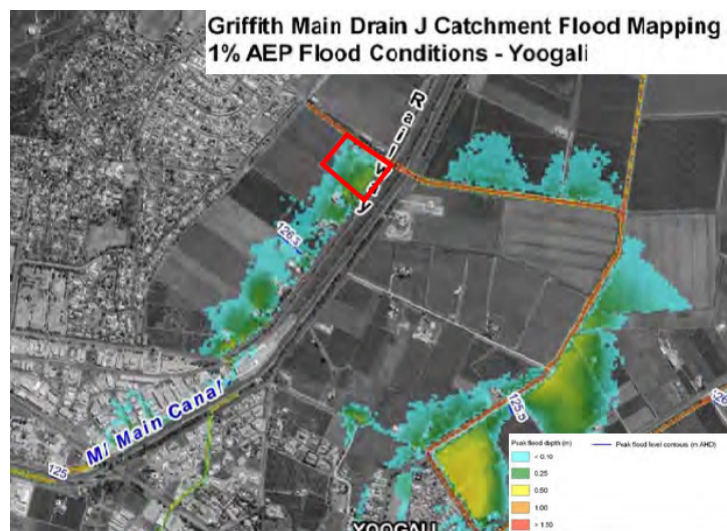 Griffith Main Drain J Catchment Flood Mapping
1% AEP Flood Conditions - Yoogali
Railway
126.5
M/ Main Canal
125
125.5
126
YOOGALI
Peak flood depth (m)
< 0.10
0.25
0.50
1.00
> 1.50
Peak flood level contours (m AHD)